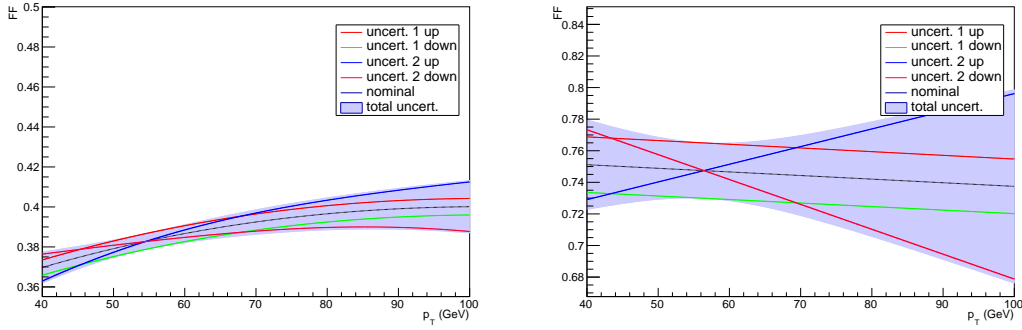 FF
0.5
0.48
0.46
0.44
0.42
0.4
0.38
0.36
40 50 60 70 80 90 100
p_T (GeV)
uncert. 1 up
uncert. 1 down
uncert. 2 up
uncert. 2 down
nominal
total uncert.
FF
0.84
0.82
0.8
0.78
0.76
0.74
0.72
0.7
0.68
40 50 60 70 80 90 100
p_T (GeV)
uncert. 1 up
uncert. 1 down
uncert. 2 up
uncert. 2 down
nominal
total uncert.